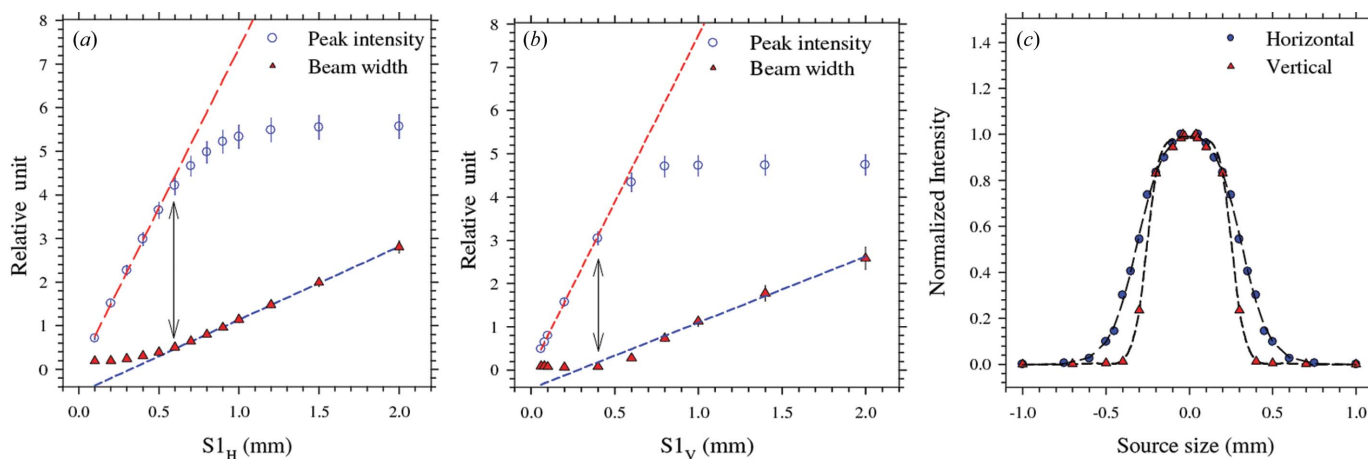 (a)
Peak intensity
Beam width
Relative unit
8
7
6
5
4
3
2
1
0
0.0 0.5 1.0 1.5 2.0
S1H (mm)
(b)
Peak intensity
Beam width
Relative unit
8
7
6
5
4
3
2
1
0
0.0 0.5 1.0 1.5 2.0
S1V (mm)
(c)
Horizontal
Vertical
Normalized Intensity
1.4
1.2
1.0
0.8
0.6
0.4
0.2
0.0
-1.0 -0.5 0.0 0.5 1.0
Source size (mm)